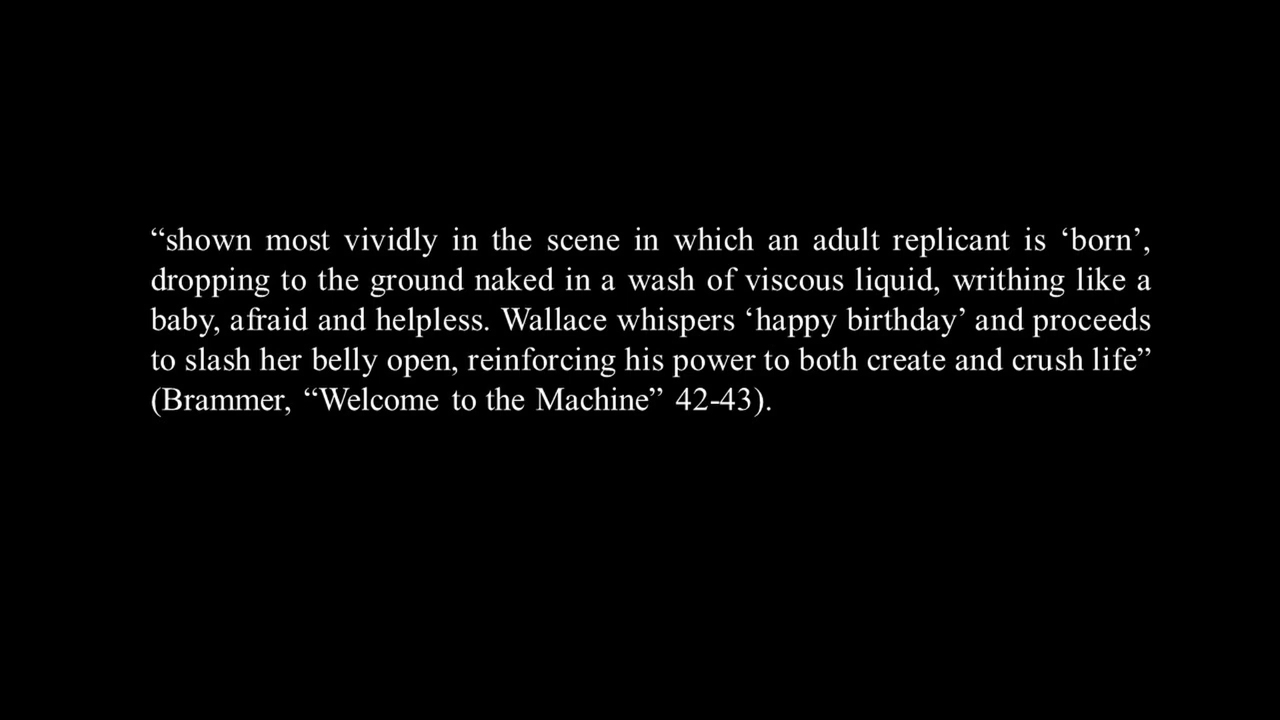 “shown most vividly in the scene in which an adult replicant is ‘born’,
dropping to the ground naked in a wash of viscous liquid, writhing like a
baby, afraid and helpless. Wallace whispers ‘happy birthday’ and proceeds
to slash her belly open, reinforcing his power to both create and crush life”
(Brammer, “Welcome to the Machine” 42-43).